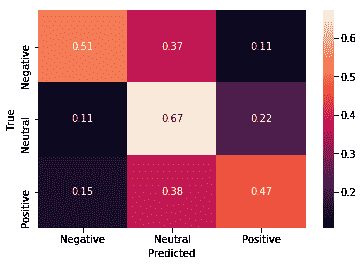 Negative
0.51 0.37 0.11
0.6
0.5
True
Neutral
0.11 0.67 0.22
0.4
0.3
Positive
0.15 0.38 0.47
0.2
Negative Neutral Positive
Predicted